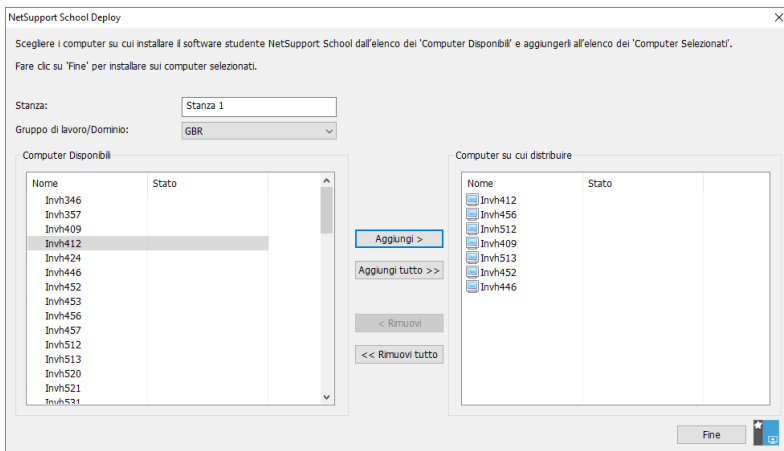 NetSupport School Deploy
Scegliere i computer su cui installare il software studente NetSupport School dall'elenco dei 'Computer Disponibili' e aggiungerli all'elenco dei 'Computer Selezionati'.
Fare clic su 'Fine' per installare sui computer selezionati.
Stanza: Stanza 1
Gruppo di lavoro/Dominio: GBR
Computer Disponibili
Nome Stato
Invh346
Invh357
Invh409
Invh412
Invh424
Invh446
Invh452
Invh453
Invh456
Invh457
Invh512
Invh513
Invh520
Invh521
Invh531
Aggiungi >
Aggiungi tutto >>
< Rimuovi
<< Rimuovi tutto
Computer su cui distribuire
Nome Stato
Invh412
Invh456
Invh512
Invh409
Invh513
Invh452
Invh446
Fine